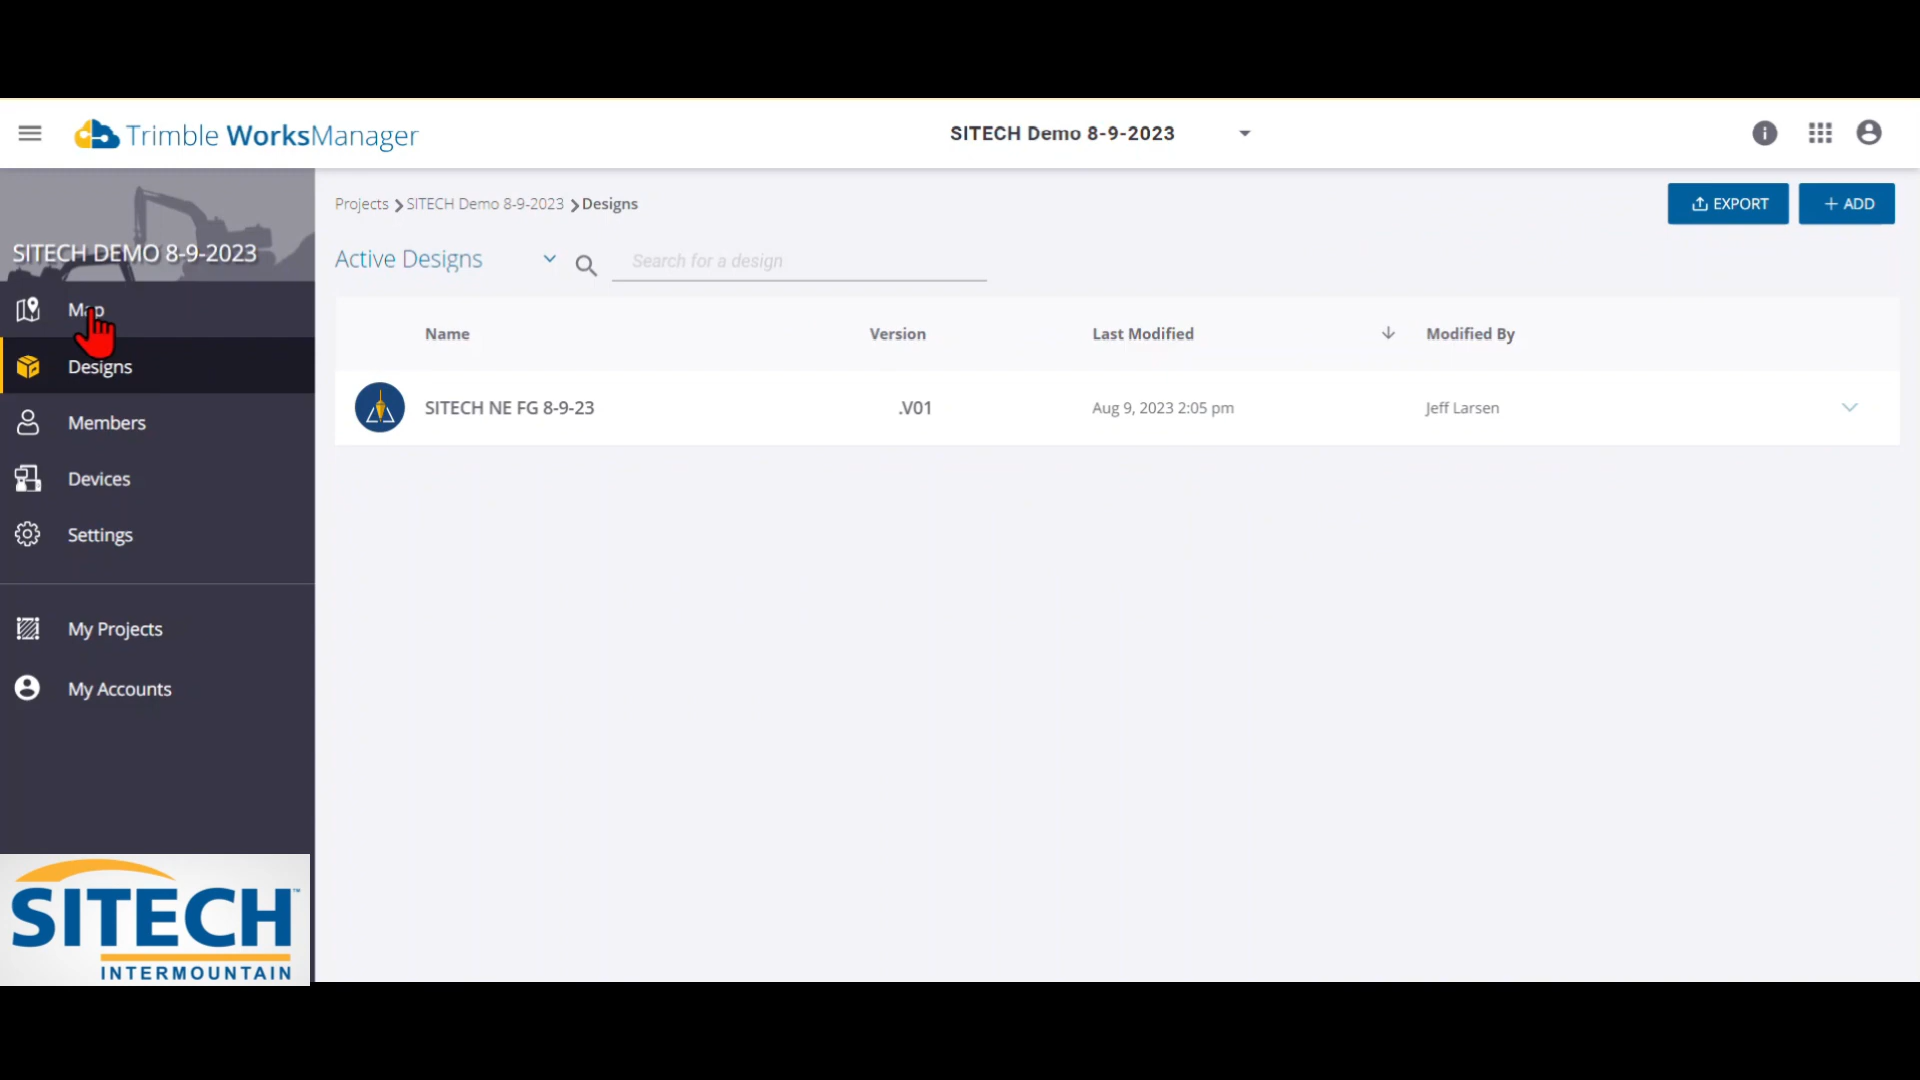 Trimble WorksManager
SITECH Demo 8-9-2023
SITECH DEMO 8-9-2023
Map
Designs
Members
Devices
Settings
My Projects
My Accounts
SITECH™
INTERMOUNTAIN
Projects > SITECH Demo 8-9-2023 > Designs
EXPORT
+ ADD
Active Designs
Search for a design
Name Version Last Modified Modified By
SITECH NE FG 8-9-23 .V01 Aug 9, 2023 2:05 pm Jeff Larsen